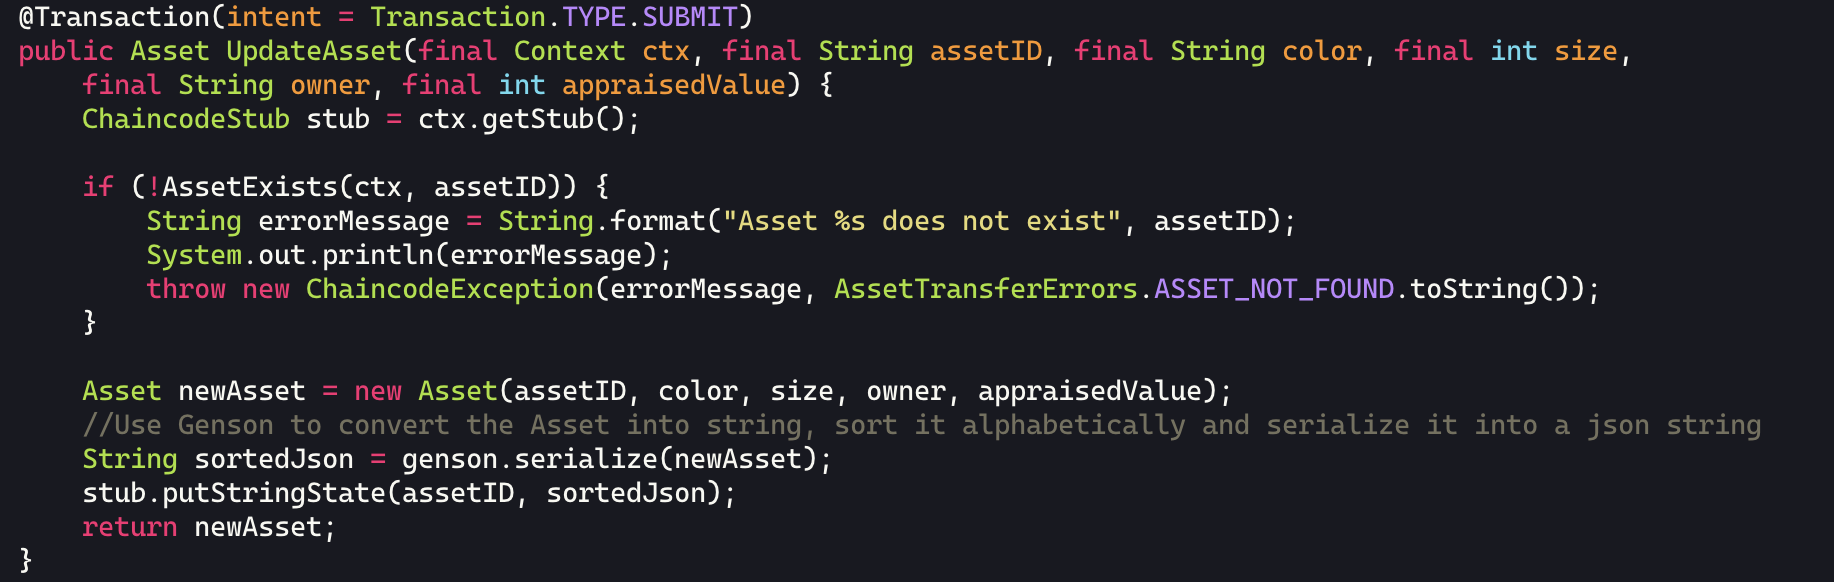 @Transaction(intent = Transaction.TYPE.SUBMIT)
public Asset UpdateAsset(final Context ctx, final String assetID, final String color, final int size,
    final String owner, final int appraisedValue) {
    ChaincodeStub stub = ctx.getStub();

    if (!AssetExists(ctx, assetID)) {
        String errorMessage = String.format("Asset %s does not exist", assetID);
        System.out.println(errorMessage);
        throw new ChaincodeException(errorMessage, AssetTransferErrors.ASSET_NOT_FOUND.toString());
    }

    Asset newAsset = new Asset(assetID, color, size, owner, appraisedValue);
    //Use Genson to convert the Asset into string, sort it alphabetically and serialize it into a json string
    String sortedJson = genson.serialize(newAsset);
    stub.putStringState(assetID, sortedJson);
    return newAsset;
}